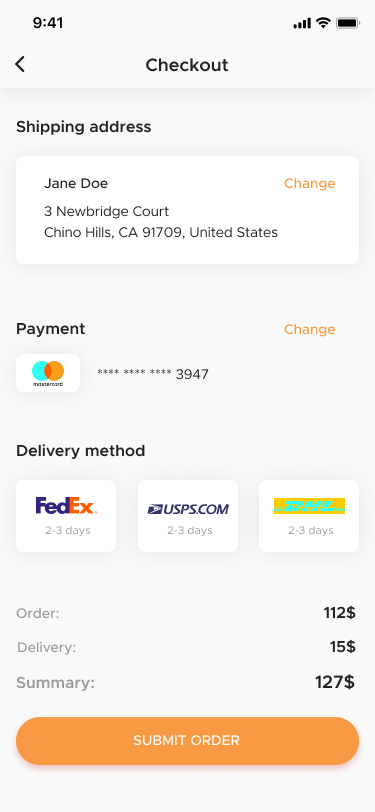 9:41
Checkout
Shipping address
Jane Doe Change
3 Newbridge Court
Chino Hills, CA 91709, United States
Payment Change
mastercard **** **** **** 3947
Delivery method
FedEx. USPS.COM DHL
2-3 days 2-3 days 2-3 days
Order: 112$
Delivery: 15$
Summary: 127$
SUBMIT ORDER